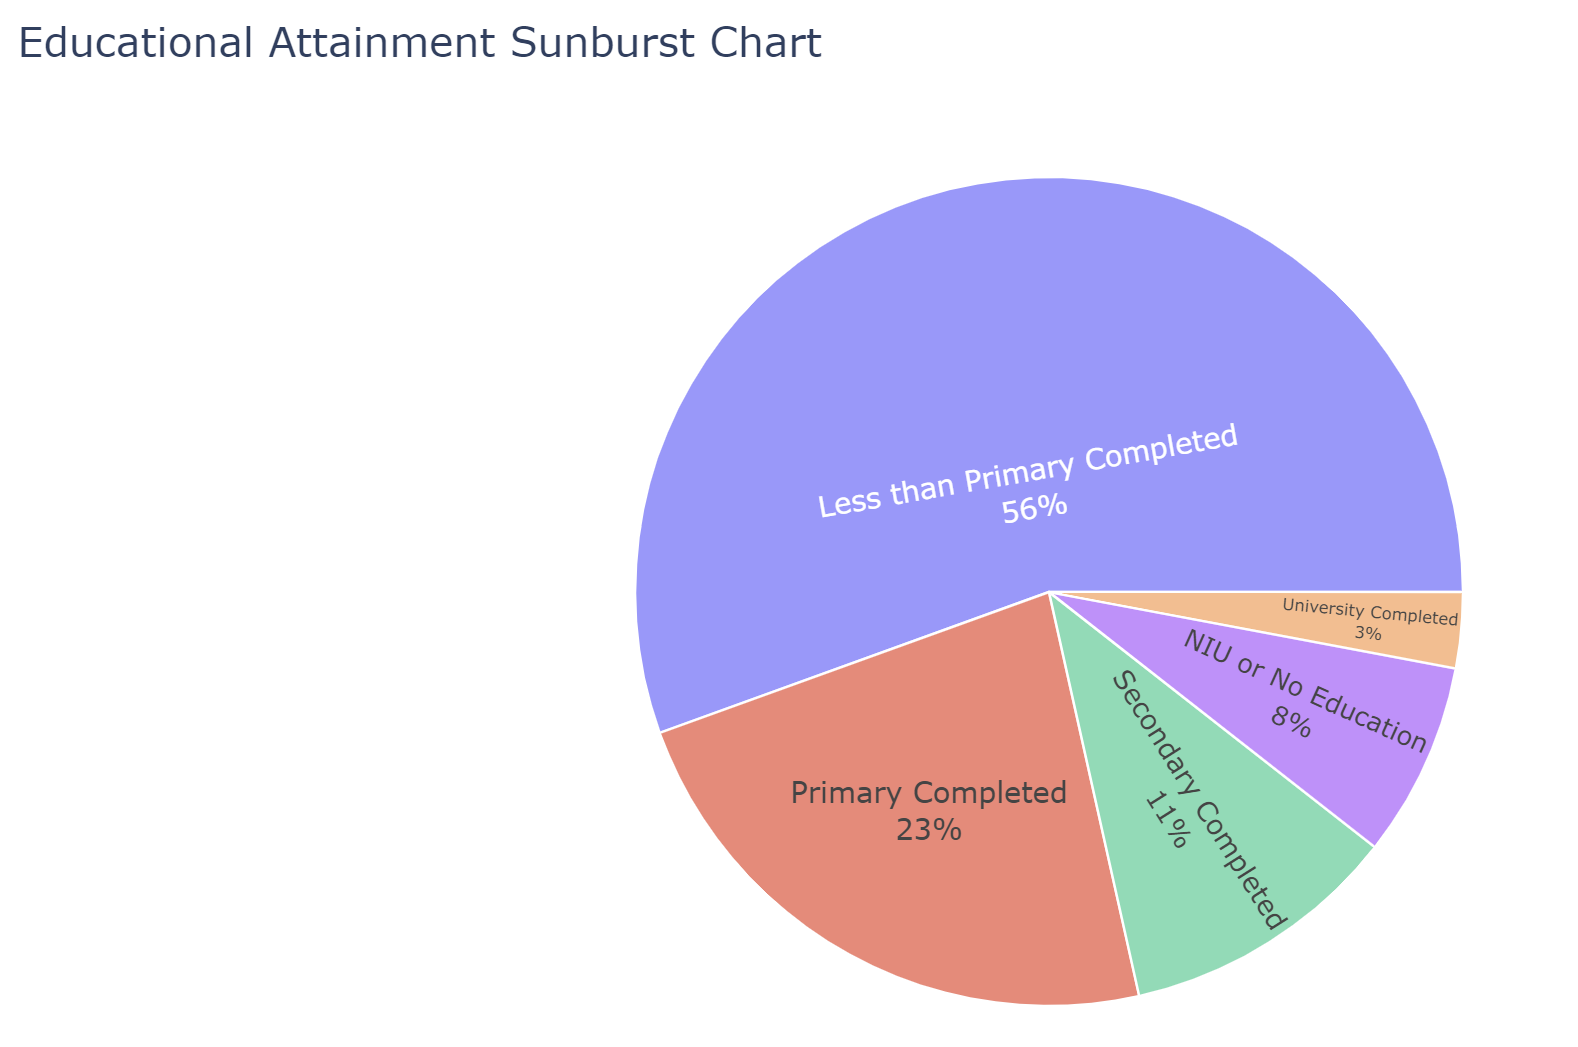 Educational Attainment Sunburst Chart
Less than Primary Completed
56%
University Completed
3%
NIU or No Education
8%
Secondary Completed
11%
Primary Completed
23%